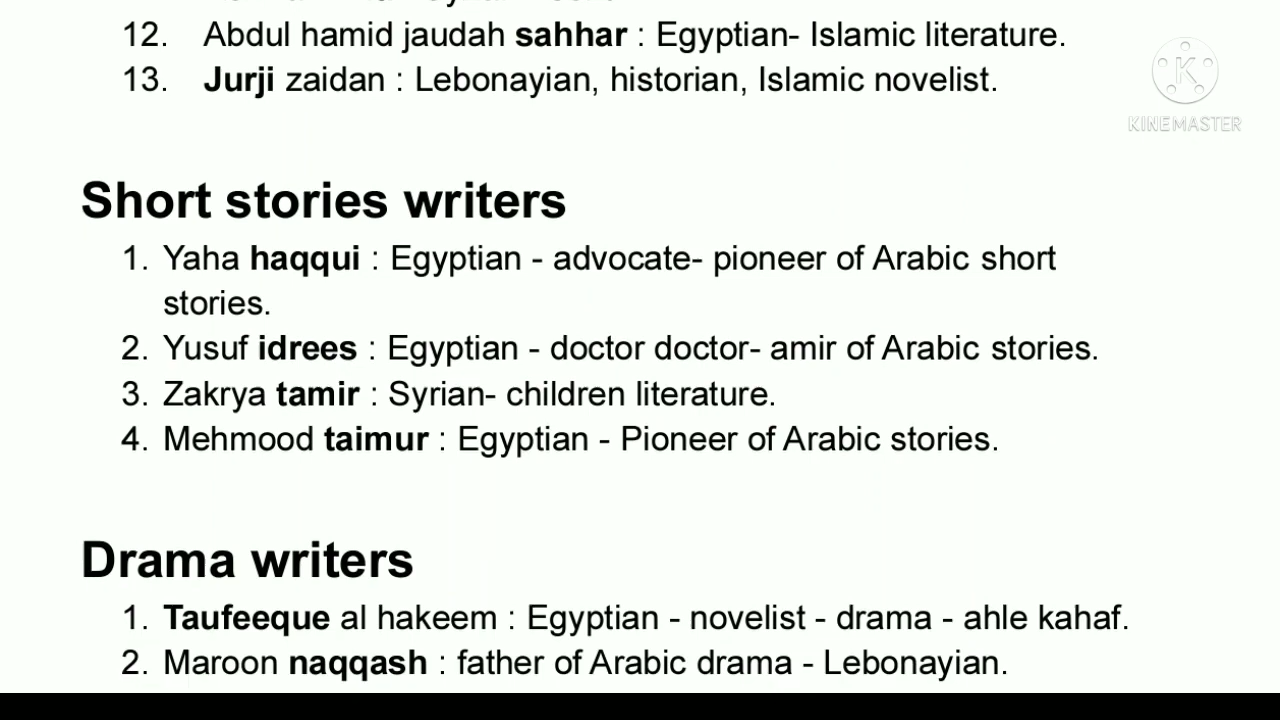 12. Abdul hamid jaudah sahhar : Egyptian- Islamic literature.
13. Jurji zaidan : Lebonayian, historian, Islamic novelist.
KINEMASTER
Short stories writers
1. Yaha haqqui : Egyptian - advocate- pioneer of Arabic short
stories.
2. Yusuf idrees : Egyptian - doctor doctor- amir of Arabic stories.
3. Zakrya tamir : Syrian- children literature.
4. Mehmood taimur : Egyptian - Pioneer of Arabic stories.
Drama writers
1. Taufeeque al hakeem : Egyptian - novelist - drama - ahle kahaf.
2. Maroon naqqash : father of Arabic drama - Lebonayian.